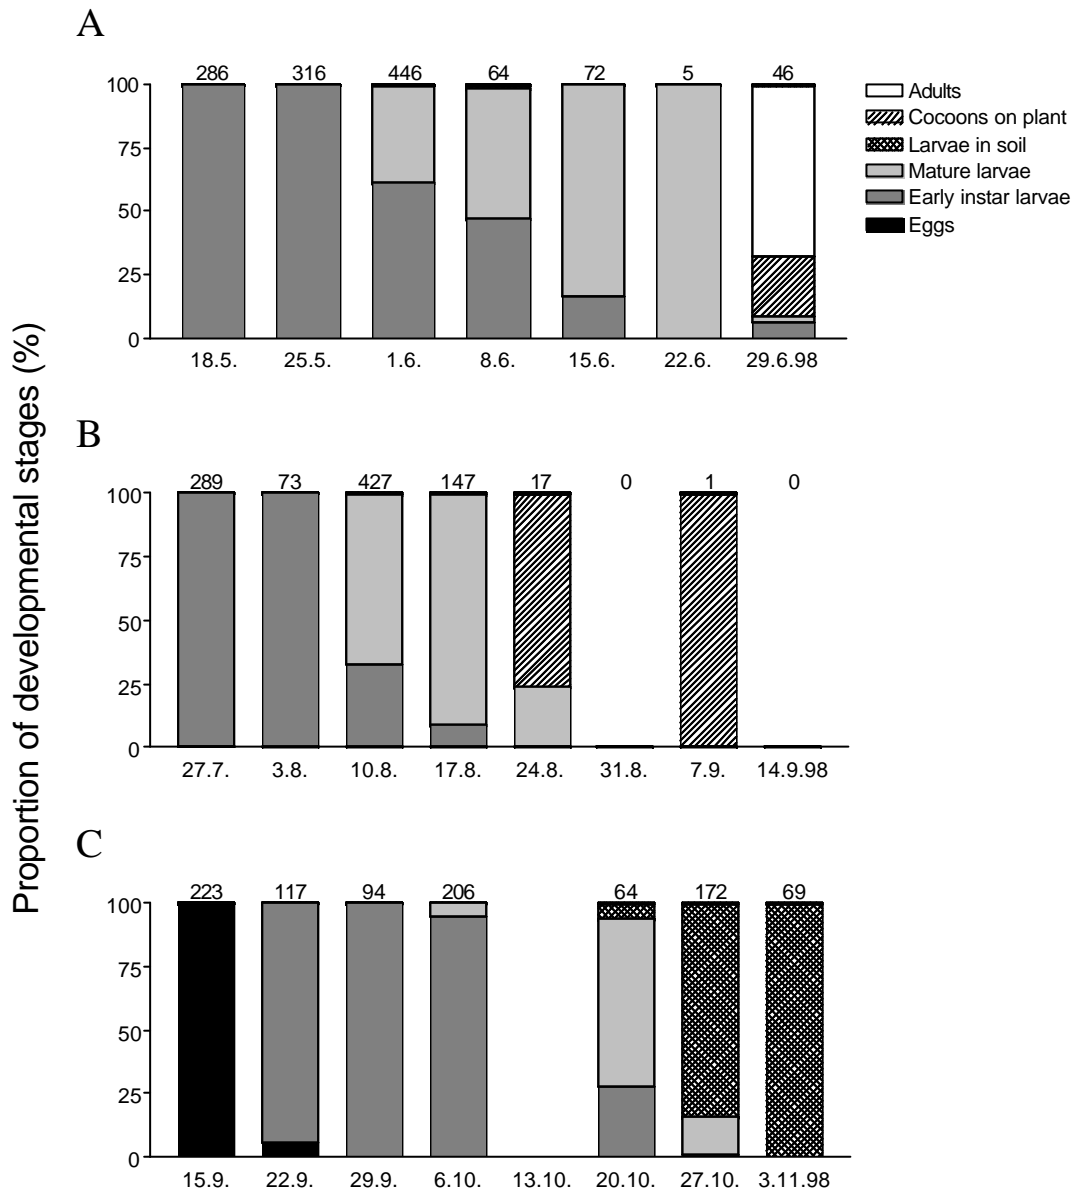 A
286 316 446 64 72 5 46
100
75
50
25
0
18.5. 25.5. 1.6. 8.6. 15.6. 22.6. 29.6.98
Adults
Cocoons on plant
Larvae in soil
Mature larvae
Early instar larvae
Eggs
Proportion of developmental stages (%)
B
289 73 427 147 17 0 1 0
100
75
50
25
0
27.7. 3.8. 10.8. 17.8. 24.8. 31.8. 7.9. 14.9.98
C
223 117 94 206 64 172 69
100
75
50
25
0
15.9. 22.9. 29.9. 6.10. 13.10. 20.10. 27.10. 3.11.98